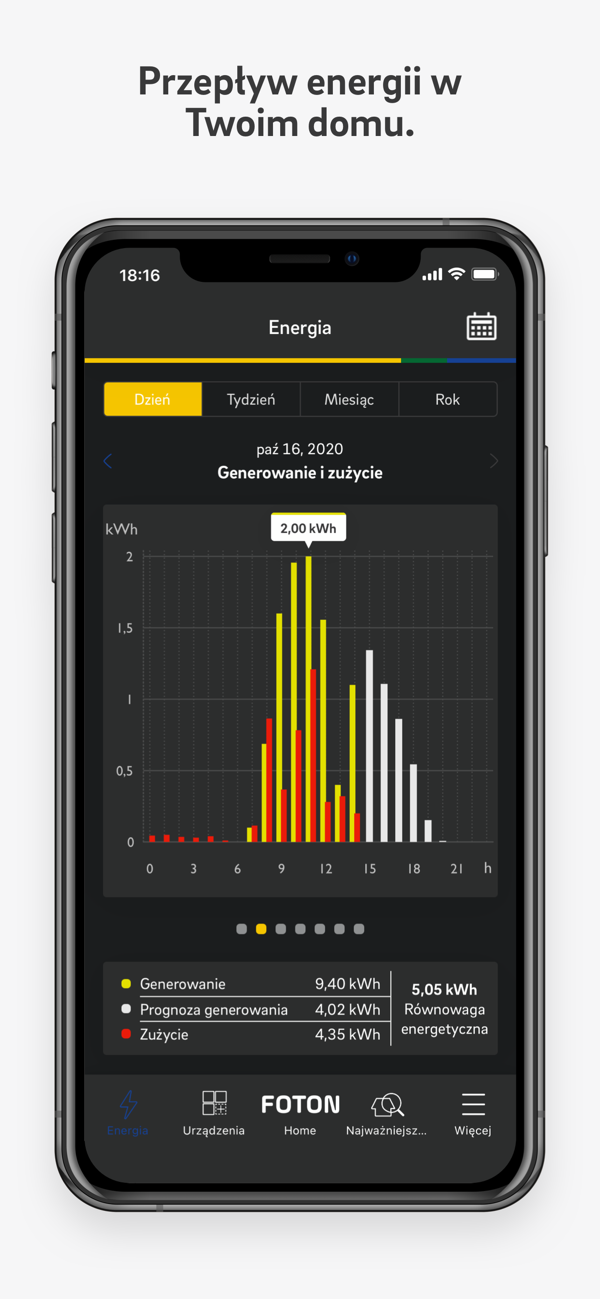 Przepływ energii w
Twoim domu.
18:16
Energia
Dzień Tydzień Miesiąc Rok
paź 16, 2020
Generowanie i zużycie
kWh
2,00 kWh
2
1,5
1
0,5
0
0 3 6 9 12 15 18 21 h
Generowanie 9,40 kWh
Prognoza generowania 4,02 kWh
Zużycie 4,35 kWh
5,05 kWh
Równowaga
energetyczna
FOTON
Energia Urządzenia Home Najważniejsz... Więcej